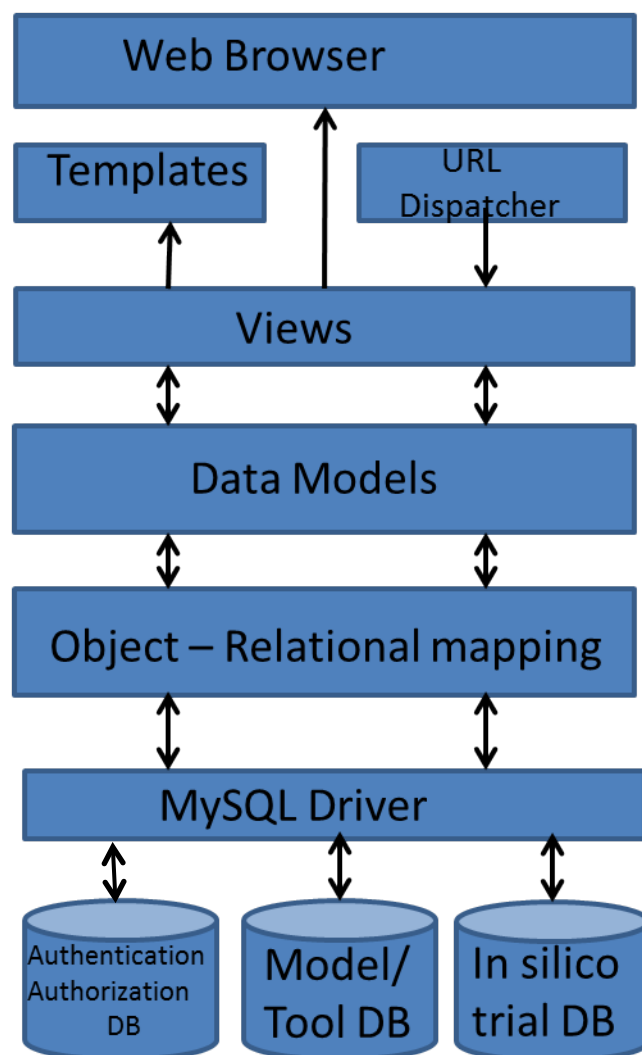 Web Browser
Templates
URL
Dispatcher
Views
Data Models
Object – Relational mapping
MySQL Driver
Authentication
Authorization
DB
Model/
Tool DB
In silico
trial DB